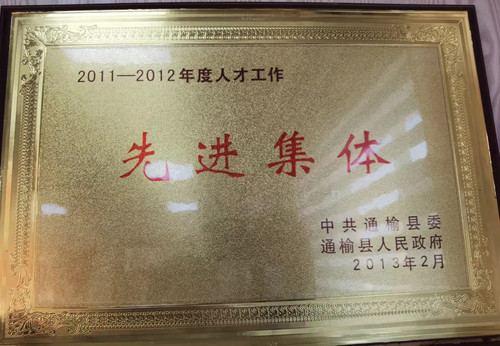 2011—2012年度人才工作
先进集体
中共通榆县委
通榆县人民政府
2013年2月